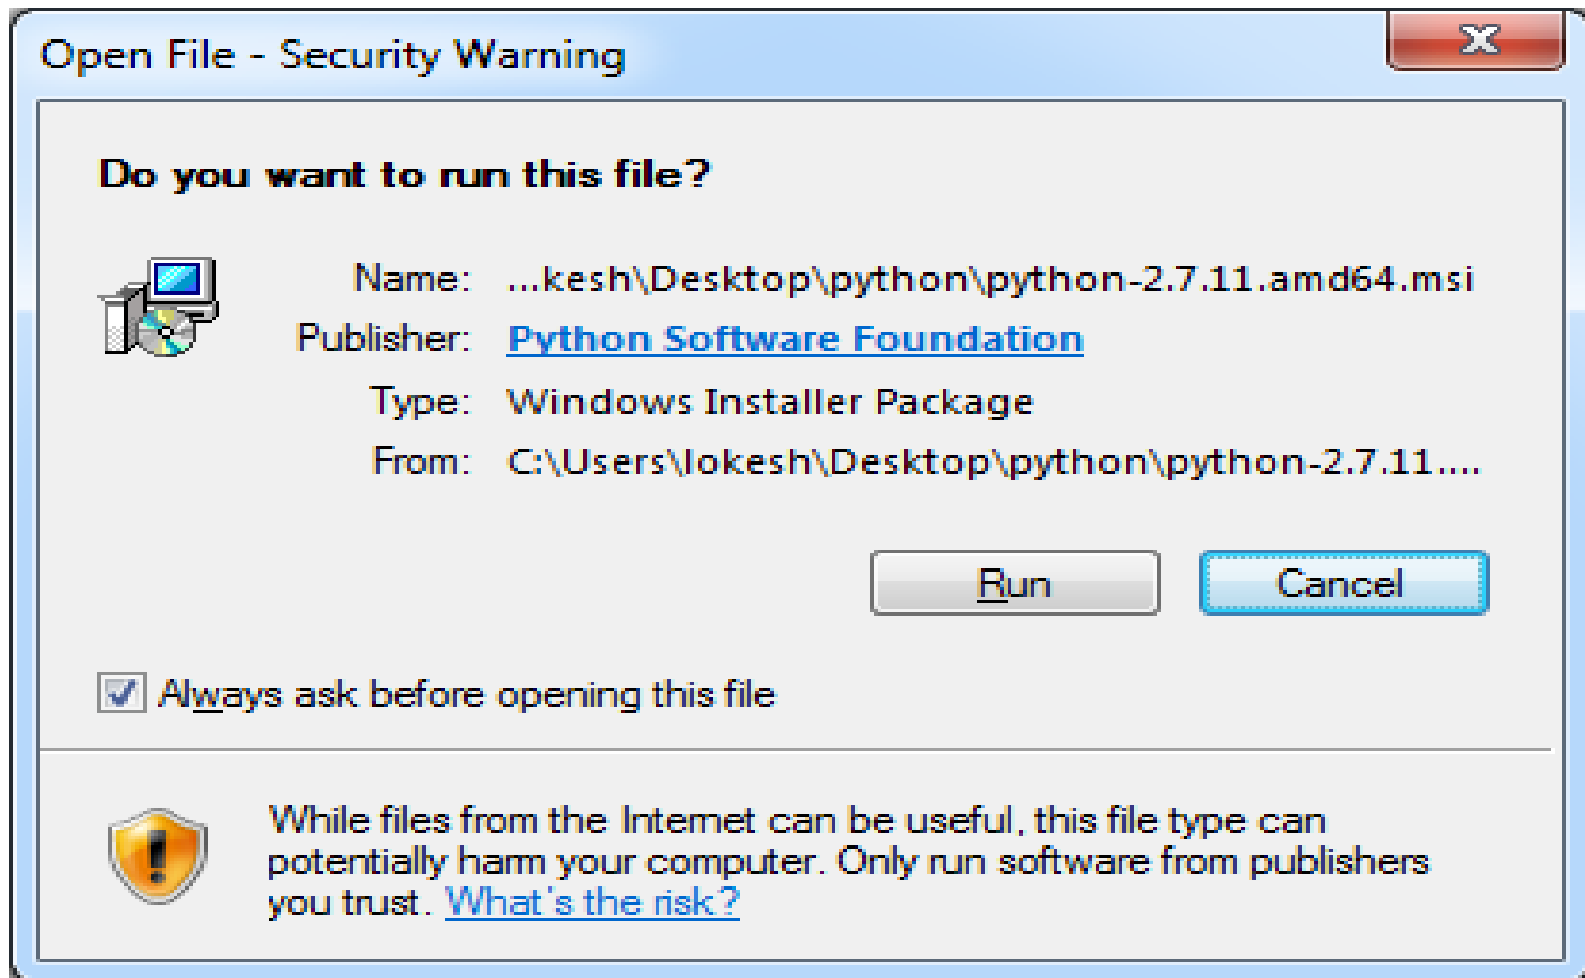 Open File - Security Warning
Do you want to run this file?
Name: ...kesh\Desktop\python\python-2.7.11.amd64.msi
Publisher: Python Software Foundation
Type: Windows Installer Package
From: C:\Users\lokesh\Desktop\python\python-2.7.11....
Run Cancel
Always ask before opening this file
While files from the Internet can be useful, this file type can
potentially harm your computer. Only run software from publishers
you trust. What's the risk?